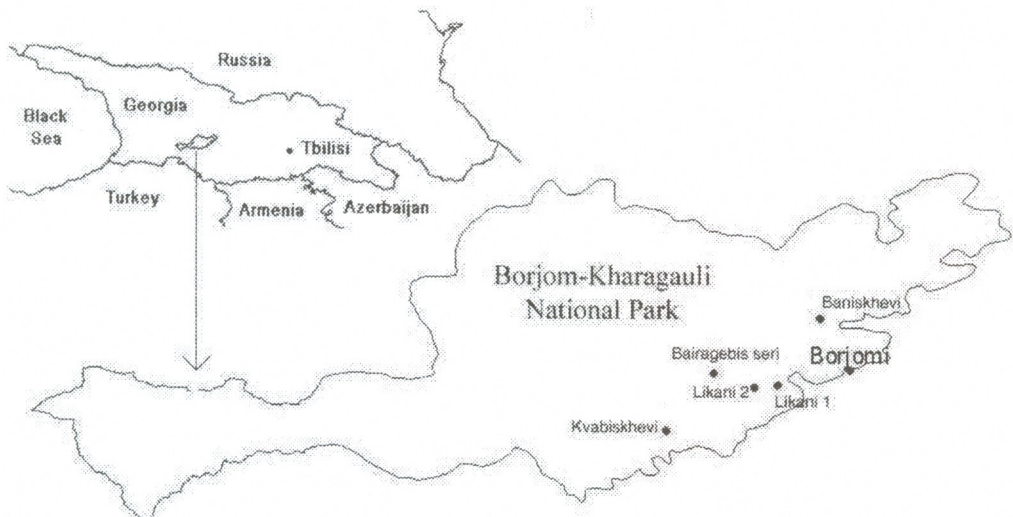 Russia
Georgia
Black
Sea
Tbilisi
Turkey
Armenia
Azerbaijan
Borjom-Kharagauli
National Park
Baniskhevi
Bairagebis seri
Borjomi
Likani 2
Likani 1
Kvabiskhevi